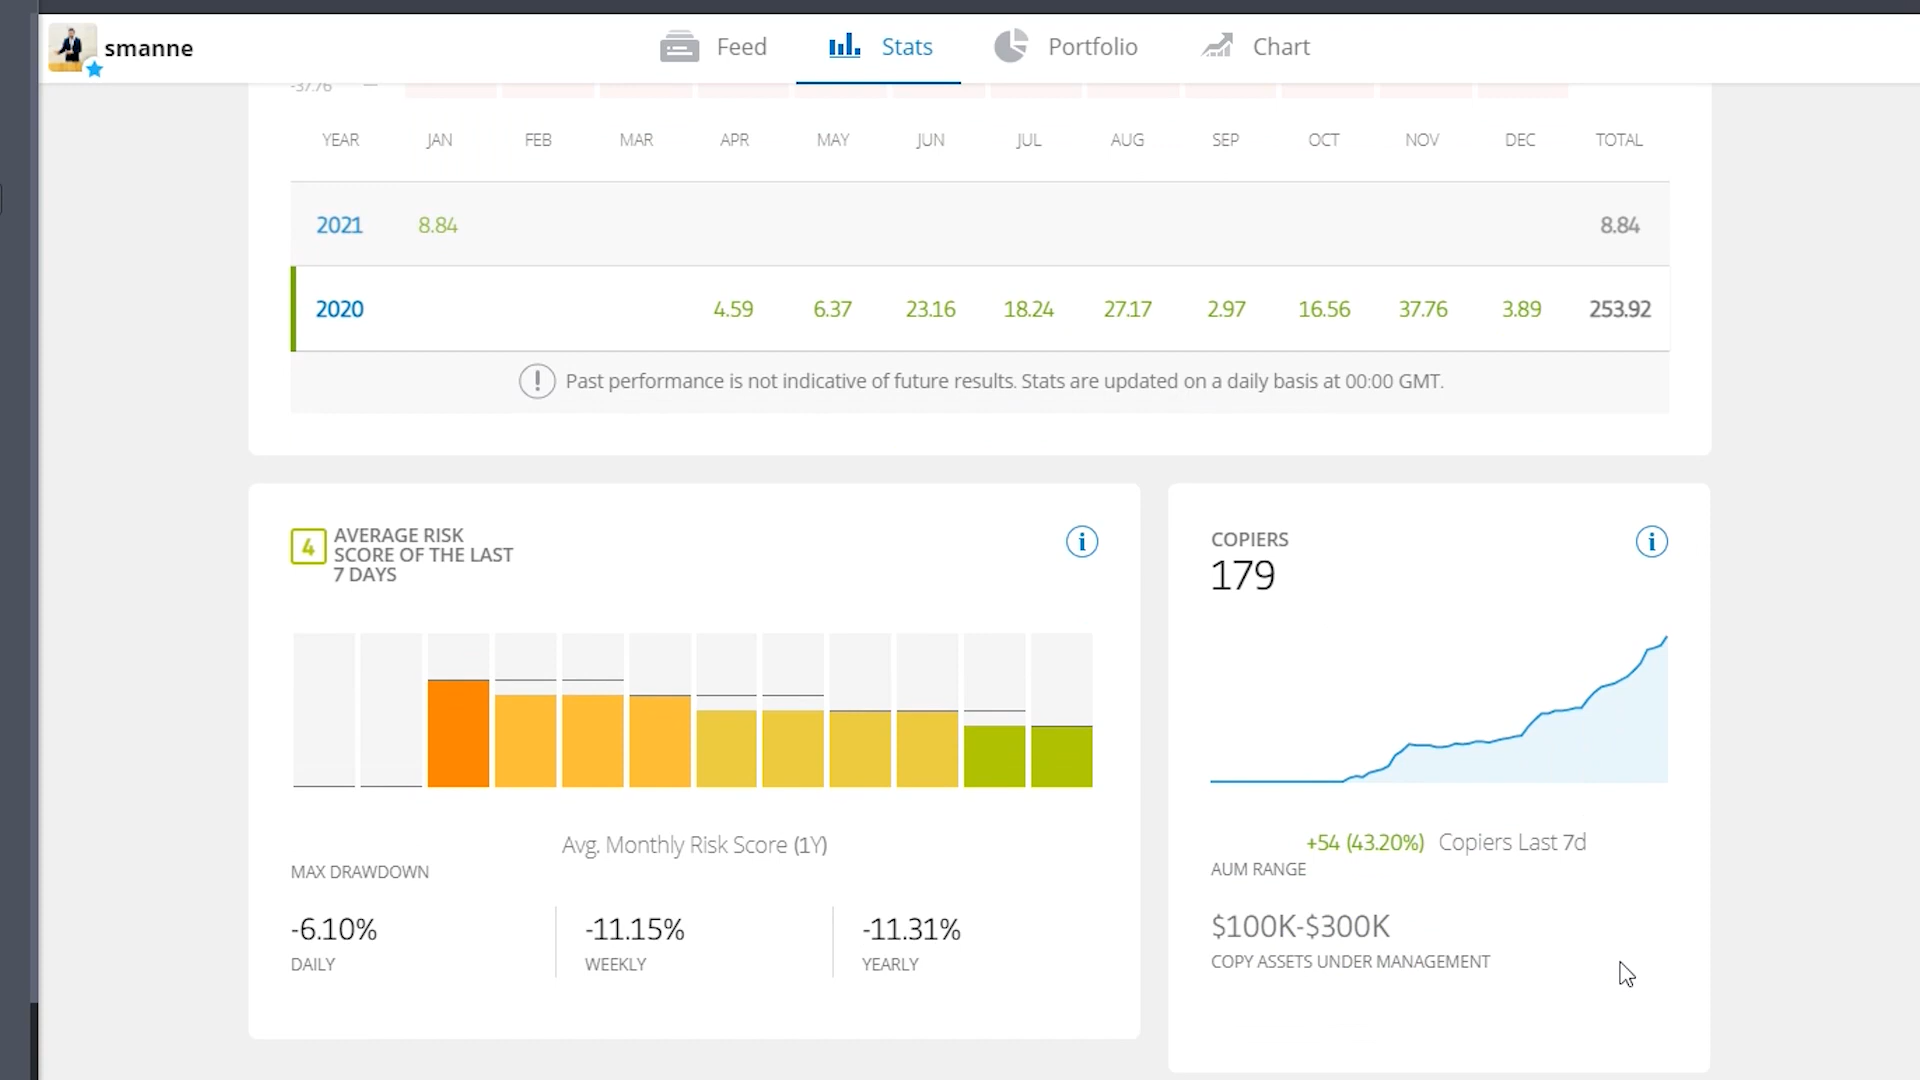 smanne
Feed
Stats
Portfolio
Chart
-37.76
YEAR JAN FEB MAR APR MAY JUN JUL AUG SEP OCT NOV DEC TOTAL
2021 8.84 8.84
2020 4.59 6.37 23.16 18.24 27.17 2.97 16.56 37.76 3.89 253.92
! Past performance is not indicative of future results. Stats are updated on a daily basis at 00:00 GMT.
4
AVERAGE RISK
SCORE OF THE LAST
7 DAYS
i
Avg. Monthly Risk Score (1Y)
MAX DRAWDOWN
-6.10% -11.15% -11.31%
DAILY WEEKLY YEARLY
COPIERS
179
i
+54 (43.20%) Copiers Last 7d
AUM RANGE
$100K-$300K
COPY ASSETS UNDER MANAGEMENT